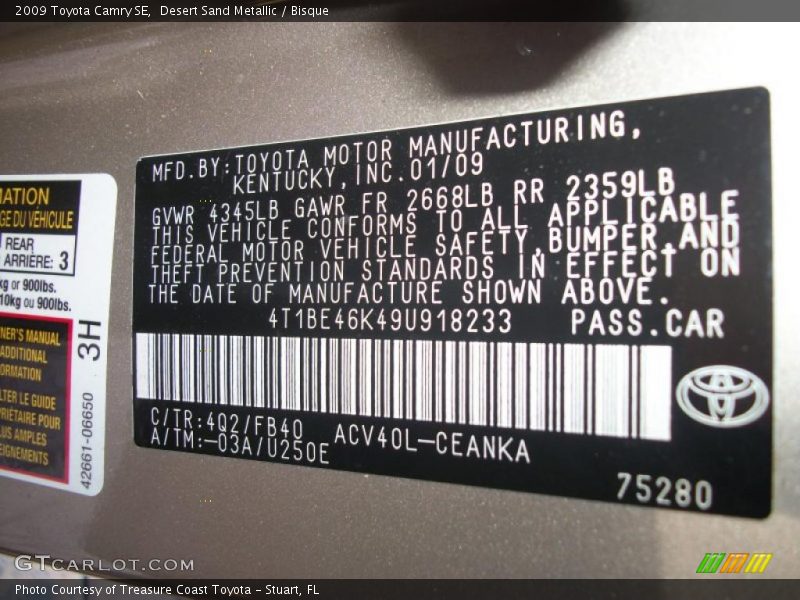 2009 Toyota Camry SE, Desert Sand Metallic / Bisque
MFD.BY:TOYOTA MOTOR MANUFACTURING,
KENTUCKY,INC.01/09
GVWR 4345LB GAWR FR 2668LB RR 2359LB
THIS VEHICLE CONFORMS TO ALL APPLICABLE
FEDERAL MOTOR VEHICLE SAFETY,BUMPER,AND
THEFT PREVENTION STANDARDS IN EFFECT ON
THE DATE OF MANUFACTURE SHOWN ABOVE.
4T1BE46K49U918233 PASS.CAR
C/TR:4Q2/FB40 ACV40L-CEANKA
A/TM:-03A/U250E
75280
MATION
GE DU VÉHICULE
REAR
ARRIÈRE: 3
kg or 900lbs.
10kg ou 900lbs.
NER'S MANUAL
ADDITIONAL
ORMATION
LTER LE GUIDE
PRIÉTAIRE POUR
LUS AMPLES
EIGNEMENTS
3H
42661-06650
GTCARLOT.COM
Photo Courtesy of Treasure Coast Toyota - Stuart, FL